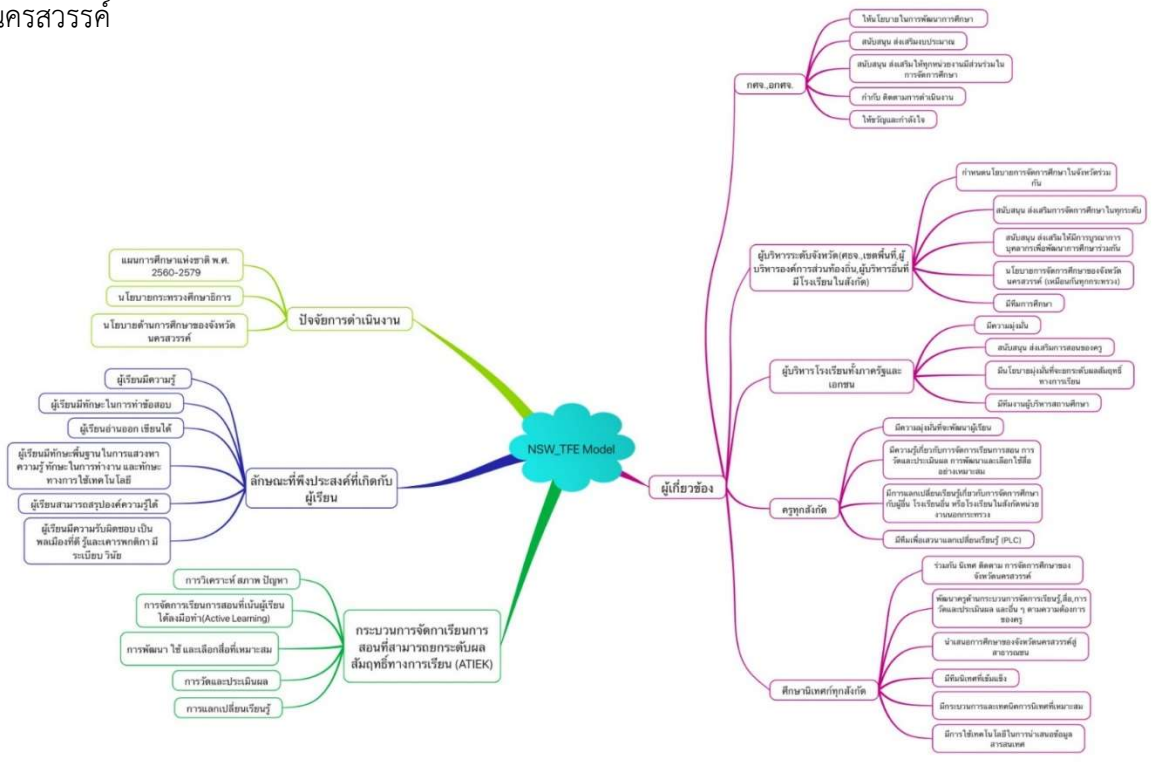 นครสวรรค์
ให้นโยบายในการพัฒนาการศึกษา
สนับสนุน ส่งเสริมงบประมาณ
สนับสนุน ส่งเสริมให้ทุกหน่วยงานมีส่วนร่วมใน
การจัดการศึกษา
กำกับ ติดตามการดำเนินงาน
ให้ขวัญและกำลังใจ
กศจ.,อกศจ.
กำหนดนโยบายการจัดการศึกษาในจังหวัดร่วม
กัน
สนับสนุน ส่งเสริมการจัดการศึกษาในทุกระดับ
สนับสนุน ส่งเสริมให้มีการบูรณาการ
บุคลากรเพื่อพัฒนาการศึกษาร่วมกัน
นโยบายการจัดการศึกษาของจังหวัด
นครสวรรค์ (เหมือนกันทุกกระทรวง)
มีทีมการศึกษา
ผู้บริหารระดับจังหวัด(ศธจ.,เขตพื้นที่,ผู้
บริหารองค์การส่วนท้องถิ่น,ผู้บริหารอื่นที่
มีโรงเรียนในสังกัด)
มีความมุ่งมั่น
สนับสนุน ส่งเสริมการสอนของครู
มีนโยบายมุ่งมั่นที่จะยกระดับผลสัมฤทธิ์
ทางการเรียน
มีทีมงานผู้บริหารสถานศึกษา
ผู้บริหารโรงเรียนทั้งภาครัฐและ
เอกชน
มีความมุ่งมั่นที่จะพัฒนาผู้เรียน
มีความรู้เกี่ยวกับการจัดการเรียนการสอน การ
วัดและประเมินผล การพัฒนาและเลือกใช้สื่อ
อย่างเหมาะสม
มีการแลกเปลี่ยนเรียนรู้เกี่ยวกับการจัดการศึกษา
กับผู้อื่น โรงเรียนอื่น หรือโรงเรียนในสังกัดหน่วย
งานนอกกระทรวง
มีทีมเพื่อเสวนาแลกเปลี่ยนเรียนรู้ (PLC)
ครูทุกสังกัด
ร่วมกัน นิเทศ ติดตาม การจัดการศึกษาของ
จังหวัดนครสวรรค์
พัฒนาครูด้านกระบวนการจัดการเรียนรู้,สื่อ,การ
วัดและประเมินผล และอื่น ๆ ตามความต้องการ
ของครู
นำเสนอการศึกษาของจังหวัดนครสวรรค์สู่
สาธารณชน
มีทีมนิเทศที่เข้มแข็ง
มีกระบวนการและเทคนิคการนิเทศที่เหมาะสม
มีการใช้เทคโนโลยีในการนำเสนอข้อมูล
สารสนเทศ
ศึกษานิเทศก์ทุกสังกัด
ผู้เกี่ยวข้อง
NSW_TFE Model
แผนการศึกษาแห่งชาติ พ.ศ.
2560-2579
นโยบายกระทรวงศึกษาธิการ
นโยบายด้านการศึกษาของจังหวัด
นครสวรรค์
ปัจจัยการดำเนินงาน
ผู้เรียนมีความรู้
ผู้เรียนมีทักษะในการทำข้อสอบ
ผู้เรียนอ่านออก เขียนได้
ผู้เรียนมีทักษะพื้นฐานในการแสวงหา
ความรู้ ทักษะในการทำงาน และทักษะ
ทางการใช้เทคโนโลยี
ผู้เรียนสามารถสรุปองค์ความรู้ได้
ผู้เรียนมีความรับผิดชอบ เป็น
พลเมืองที่ดี รู้และเคารพกติกา มี
ระเบียบ วินัย
ลักษณะที่พึงประสงค์ที่เกิดกับ
ผู้เรียน
การวิเคราะห์ สภาพ ปัญหา
การจัดการเรียนการสอนที่เน้นผู้เรียน
ได้ลงมือทำ(Active Learning)
การพัฒนา ใช้ และเลือกสื่อที่เหมาะสม
การวัดและประเมินผล
การแลกเปลี่ยนเรียนรู้
กระบวนการจัดกาเรียนการ
สอนที่สามารถยกระดับผล
สัมฤทธิ์ทางการเรียน (ATIEK)